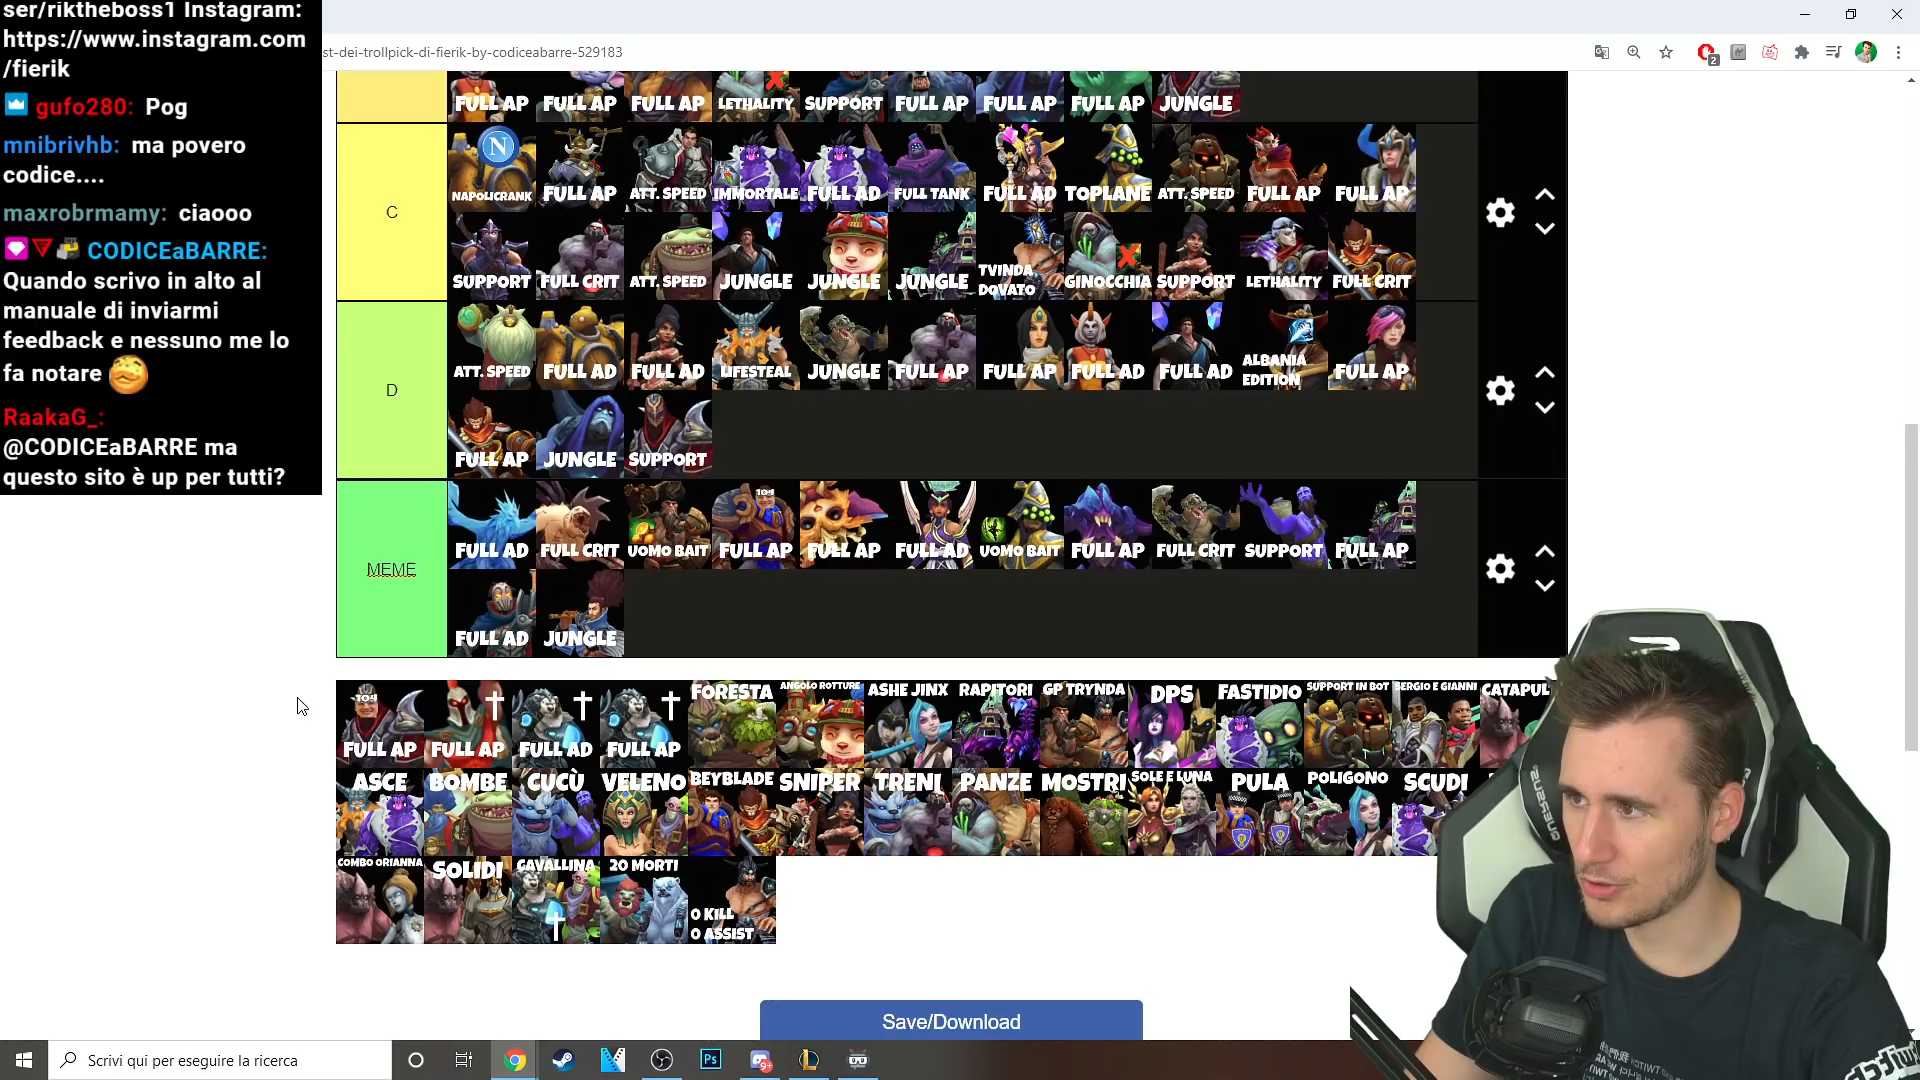 ser/riktheboss1 Instagram:
https://www.instagram.com
/fierik
gufo280: Pog
mnibrivhb: ma povero
codice....
maxrobrmamy: ciaooo
CODICEaBARRE:
Quando scrivo in alto al
manuale di inviarmi
feedback e nessuno me lo
fa notare
RaakaG_:
@CODICEaBARRE ma
questo sito è up per tutti?
st-dei-trollpick-di-fierik-by-codiceabarre-529183
2
FULL AP FULL AP FULL AP LETHALITY SUPPORT FULL AP FULL AP FULL AP JUNGLE
C
N
NAPOLICRANK FULL AP ATT. SPEED IMMORTALE FULL AD FULL TANK FULL AD TOPLANE ATT. SPEED FULL AP FULL AP
SUPPORT FULL CRIT ATT. SPEED JUNGLE JUNGLE JUNGLE TVINDA DOVATO GINOCCHIA SUPPORT LETHALITY FULL CRIT
D
ATT. SPEED FULL AD FULL AD LIFESTEAL JUNGLE FULL AP FULL AP FULL AD FULL AD ALBANIA EDITION FULL AP
FULL AP JUNGLE SUPPORT
MEME
104
FULL AD FULL CRIT UOMO BAIT FULL AP FULL AP FULL AD UOMO BAIT FULL AP FULL CRIT SUPPORT FULL AP
FULL AD JUNGLE
FORESTA ANGOLO ROTTURE ASHE JINX RAPITORI GP TRYNDA DPS FASTIDIO SUPPORT IN BOT SERGIO E GIANNI CATAPUL
104
FULL AP FULL AP FULL AD FULL AP
ASCE BOMBE CUCÙ VELENO BEYBLADE SNIPER TRENI PANZE MOSTRI SOLE E LUNA PULA POLIGONO SCUDI
COMBO ORIANNA SOLIDI CAVALLINA 20 MORTI
0 KILL
0 ASSIST
Save/Download
Scrivi qui per eseguire la ricerca
Ps
9+